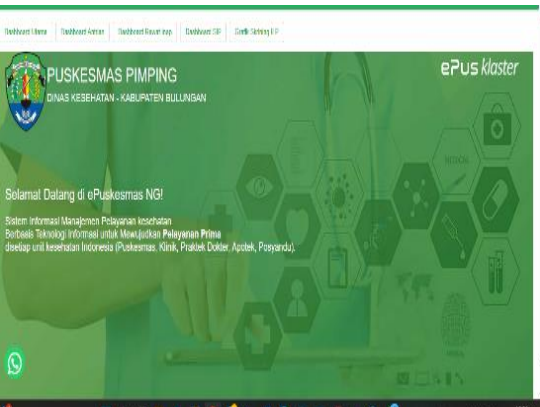 Dashboard Utama Dashboard Antrian Dashboard Rawat Inap Dashboard SIP Grafik Skrining ILP
PUSKESMAS PIMPING
ePus klaster
DINAS KESEHATAN - KABUPATEN BULUNGAN
Selamat Datang di ePuskesmas NG!
Sistem Informasi Manajemen Pelayanan kesehatan
Berbasis Teknologi Informasi untuk Mewujudkan Pelayanan Prima
disetiap unit kesehatan Indonesia (Puskesmas, Klinik, Praktek Dokter, Apotek, Posyandu).